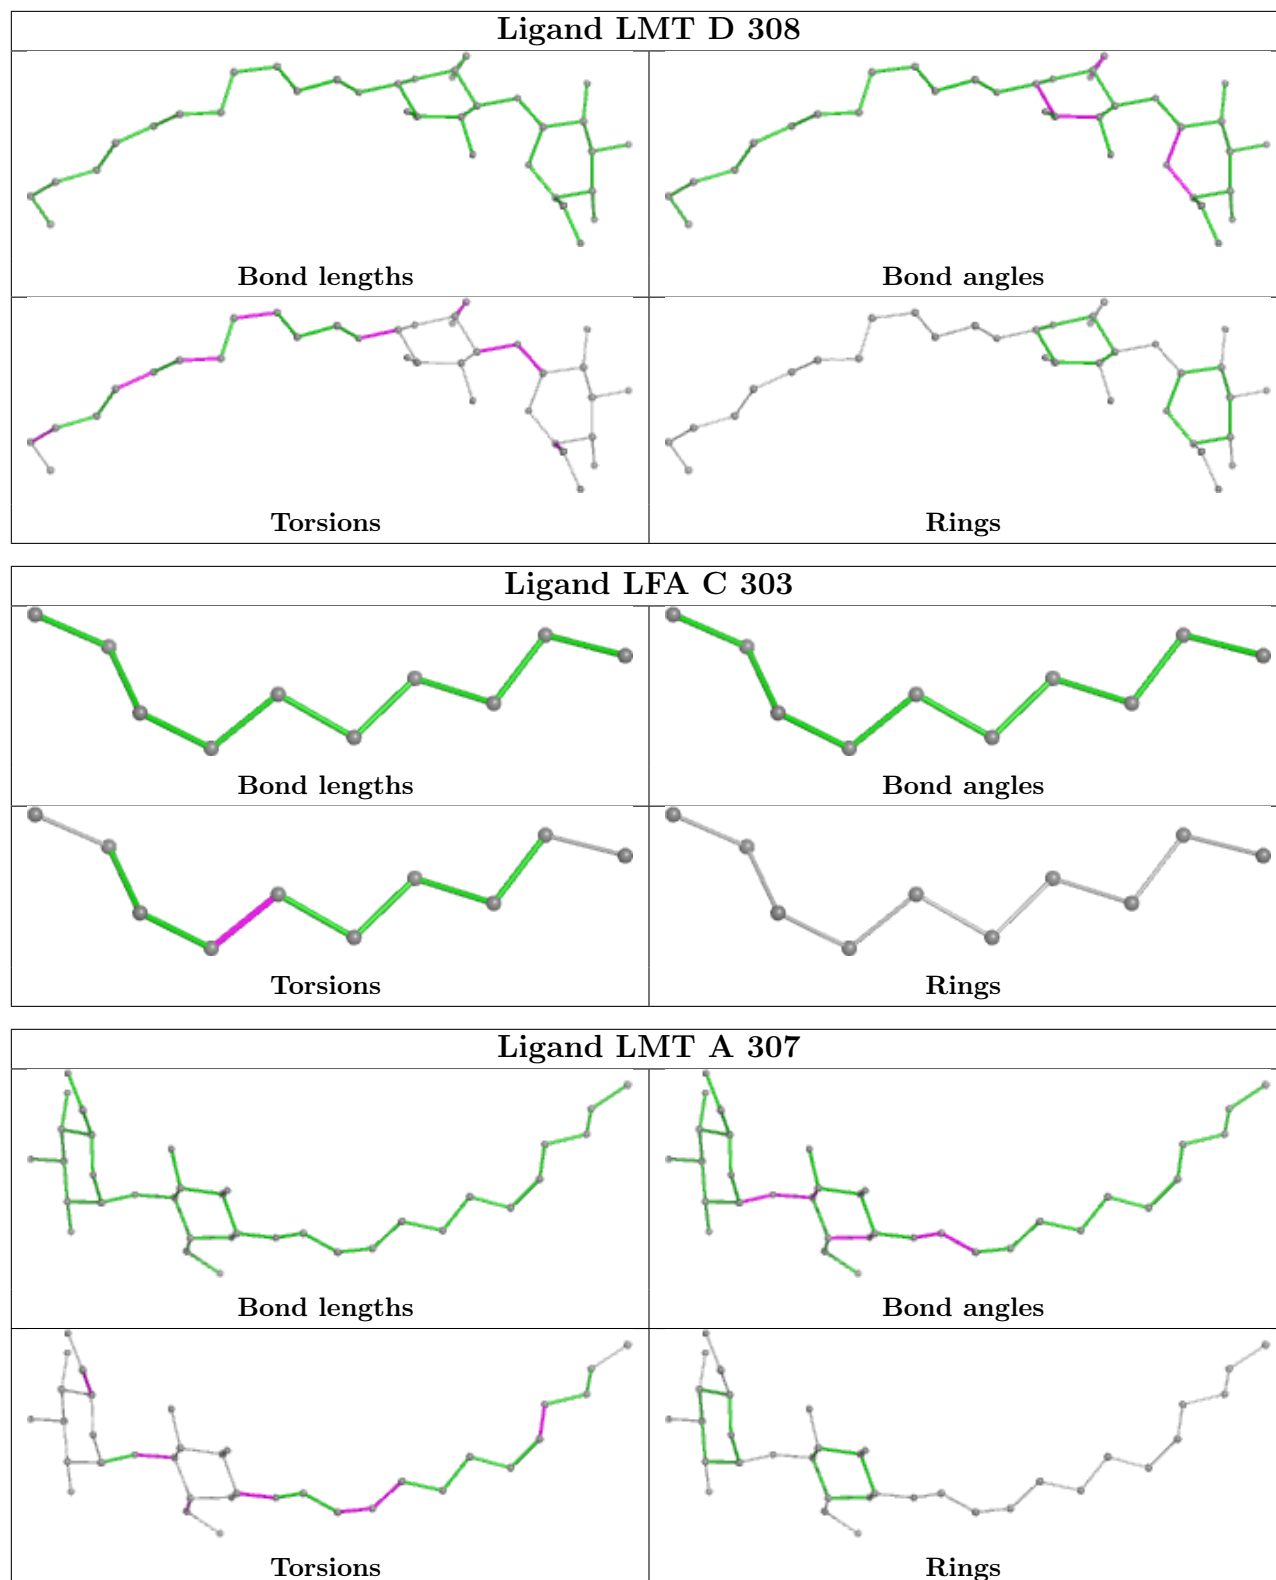 Ligand LMT D 308
Bond lengths
Bond angles
Torsions
Rings
Ligand LFA C 303
Bond lengths
Bond angles
Torsions
Rings
Ligand LMT A 307
Bond lengths
Bond angles
Torsions
Rings